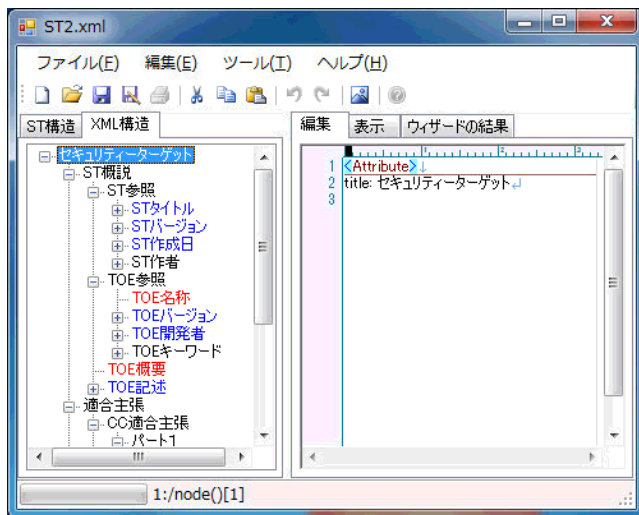 ST2.xml
ファイル(F) 編集(E) ツール(T) ヘルプ(H)
ST構造 XML構造
編集 表示 ウィザードの結果
セキュリティーターゲット
ST概説
ST参照
STタイトル
STバージョン
ST作成日
ST作者
TOE参照
TOE名称
TOEバージョン
TOE開発者
TOEキーワード
TOE概要
TOE記述
適合主張
CC適合主張
パート1
1 <Attribute>↓
2 title: セキュリティーターゲット↵
3
1:/node()[1]